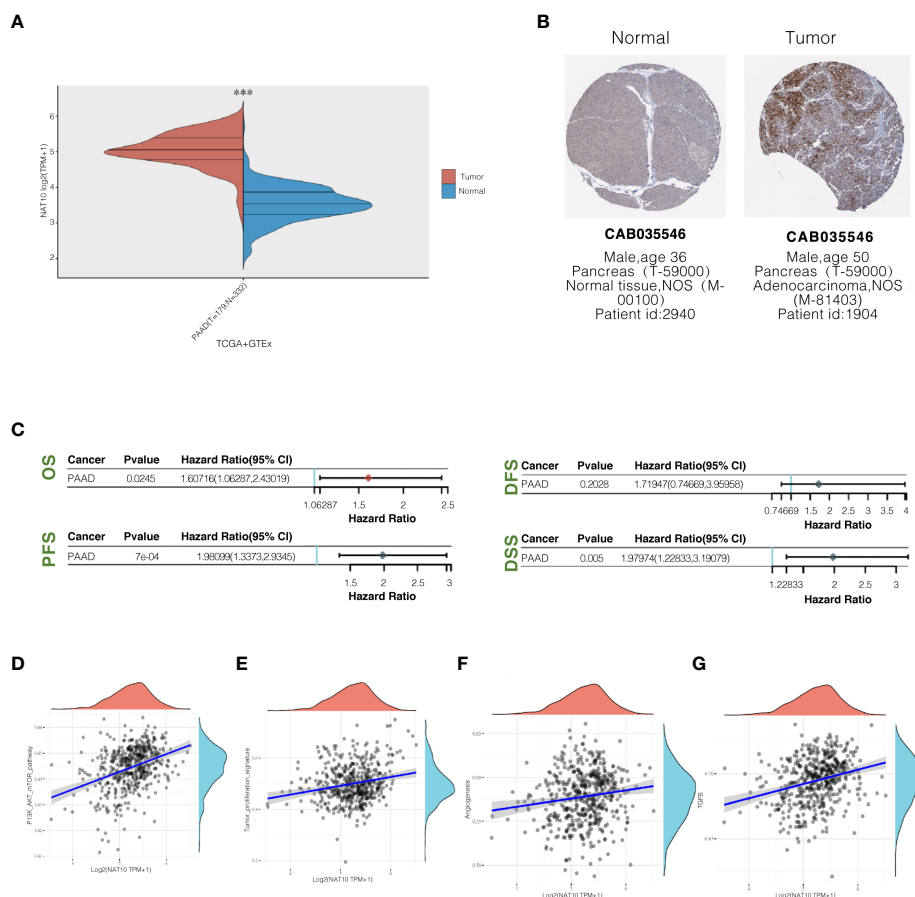 A
***
6
5
4
3
2
NAT10 log2(TPM+1)
Tumor
Normal
PAAD(T=179;N=332)
TCGA+GTEx
B
Normal
Tumor
CAB035546
Male,age 36
Pancreas (T-59000)
Normal tissue,NOS (M-
00100)
Patient id:2940
CAB035546
Male,age 50
Pancreas (T-59000)
Adenocarcinoma,NOS
(M-81403)
Patient id:1904
C
OS
Cancer Pvalue Hazard Ratio(95% CI)
PAAD 0.0245 1.60716(1.06287,2.43019)
1.06287 1.5 2 2.5
Hazard Ratio
PFS
Cancer Pvalue Hazard Ratio(95% CI)
PAAD 7e-04 1.98099(1.3373,2.9345)
1.5 2 2.5 3
Hazard Ratio
DFS
Cancer Pvalue Hazard Ratio(95% CI)
PAAD 0.2028 1.71947(0.74669,3.95958)
0.74669 1.5 2 2.5 3 3.5 4
Hazard Ratio
DSS
Cancer Pvalue Hazard Ratio(95% CI)
PAAD 0.005 1.97974(1.22833,3.19079)
1.22833 2 2.5 3
Hazard Ratio
D
P13K_AKT_mTOR_pathway
Log2(NAT10 TPM+1)
E
Tumor_proliferation_signature
Log2(NAT10 TPM+1)
F
Angiogenesis
Log2(NAT10 TPM+1)
G
TGFB
Log2(NAT10 TPM+1)